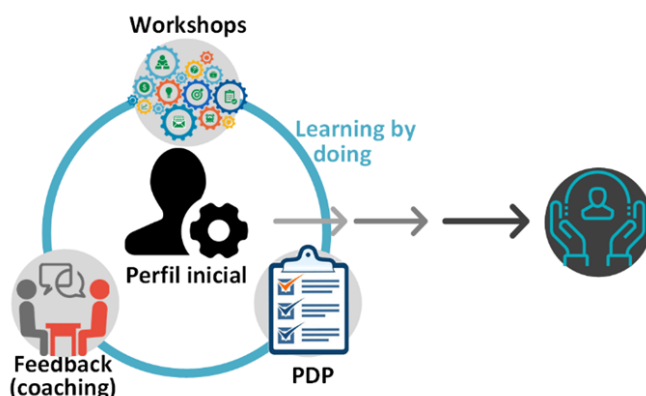 Workshops
Learning by
doing
Perfil inicial
Feedback
(coaching)
PDP